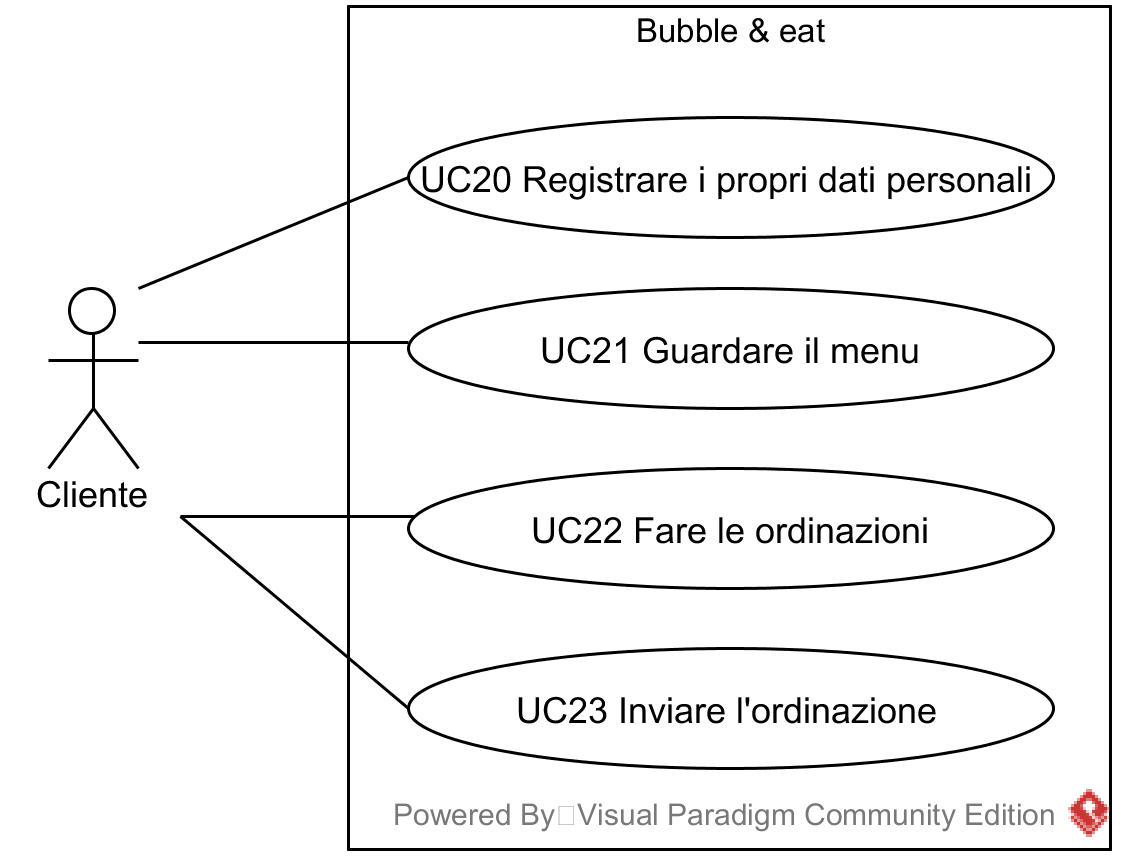 Bubble & eat
UC20 Registrare i propri dati personali
UC21 Guardare il menu
Cliente
UC22 Fare le ordinazioni
UC23 Inviare l'ordinazione
Powered By Visual Paradigm Community Edition